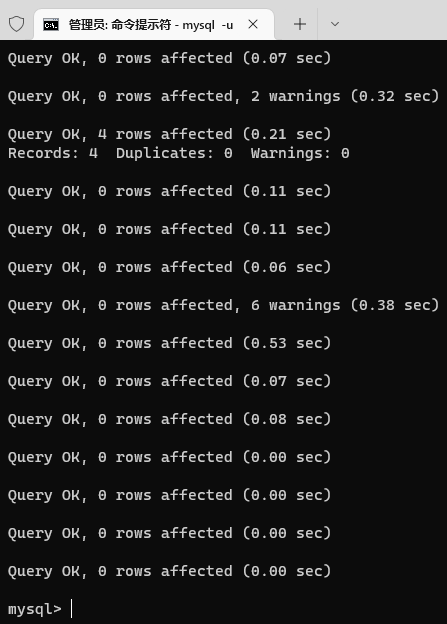 管理员: 命令提示符 - mysql  -u
Query OK, 0 rows affected (0.07 sec)
Query OK, 0 rows affected, 2 warnings (0.32 sec)
Query OK, 4 rows affected (0.21 sec)
Records: 4  Duplicates: 0  Warnings: 0
Query OK, 0 rows affected (0.11 sec)
Query OK, 0 rows affected (0.11 sec)
Query OK, 0 rows affected (0.06 sec)
Query OK, 0 rows affected, 6 warnings (0.38 sec)
Query OK, 0 rows affected (0.53 sec)
Query OK, 0 rows affected (0.07 sec)
Query OK, 0 rows affected (0.08 sec)
Query OK, 0 rows affected (0.00 sec)
Query OK, 0 rows affected (0.00 sec)
Query OK, 0 rows affected (0.00 sec)
Query OK, 0 rows affected (0.00 sec)
mysql>